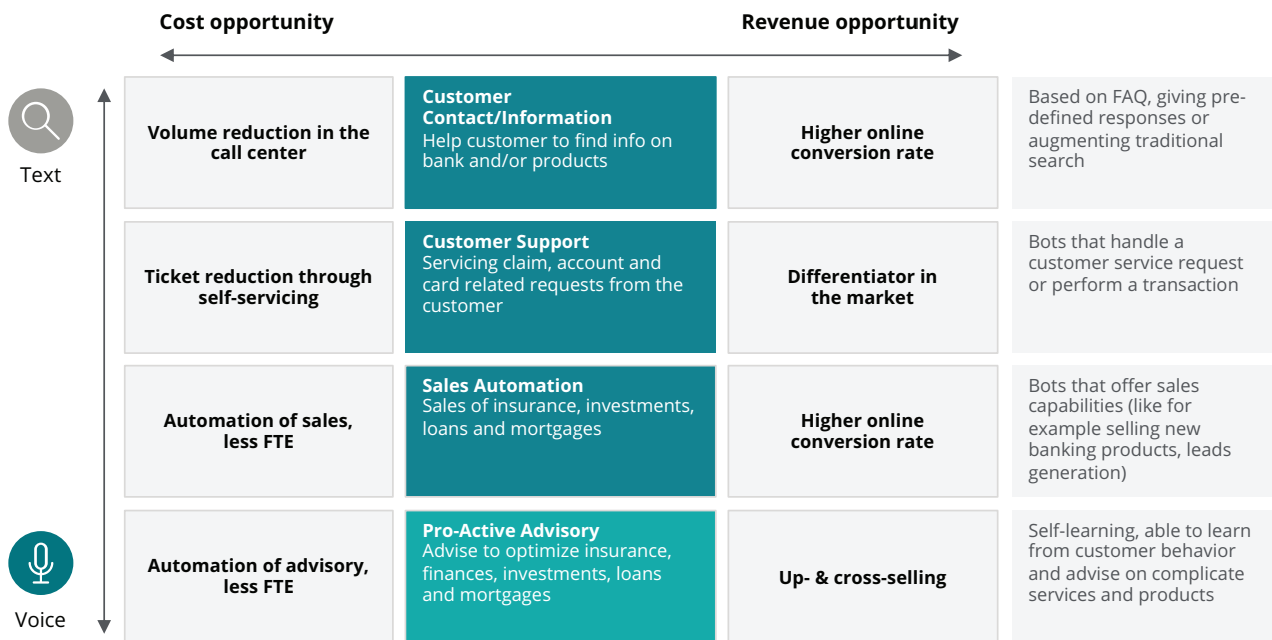 Cost opportunity
Revenue opportunity
Text
Volume reduction in the
call center
Customer
Contact/Information
Help customer to find info on
bank and/or products
Higher online
conversion rate
Based on FAQ, giving pre-
defined responses or
augmenting traditional
search
Ticket reduction through
self-servicing
Customer Support
Servicing claim, account and
card related requests from the
customer
Differentiator in
the market
Bots that handle a
customer service request
or perform a transaction
Automation of sales,
less FTE
Sales Automation
Sales of insurance, investments,
loans and mortgages
Higher online
conversion rate
Bots that offer sales
capabilities (like for
example selling new
banking products, leads
generation)
Voice
Automation of advisory,
less FTE
Pro-Active Advisory
Advise to optimize insurance,
finances, investments, loans
and mortgages
Up- & cross-selling
Self-learning, able to learn
from customer behavior
and advise on complicate
services and products